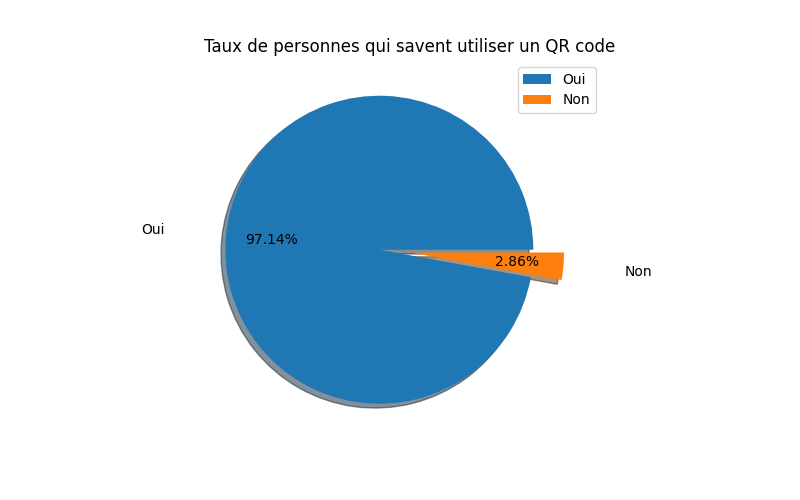 Taux de personnes qui savent utiliser un QR code
Oui
Non
Oui
97.14%
2.86%
Non